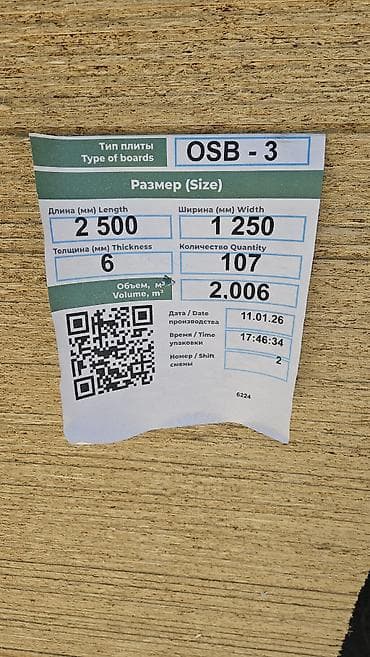 Тип плиты
Type of boards
OSB - 3
Размер (Size)
Длина (мм) Length
Ширина (мм) Width
2 500
1 250
Толщина (мм) Thickness
Количество Quantity
6
107
Объем, м³
Volume, m³
2.006
Дата / Date
производства
11.01.26
Время / Time
упаковки
17:46:34
Номер / Shift
смены
2
6224